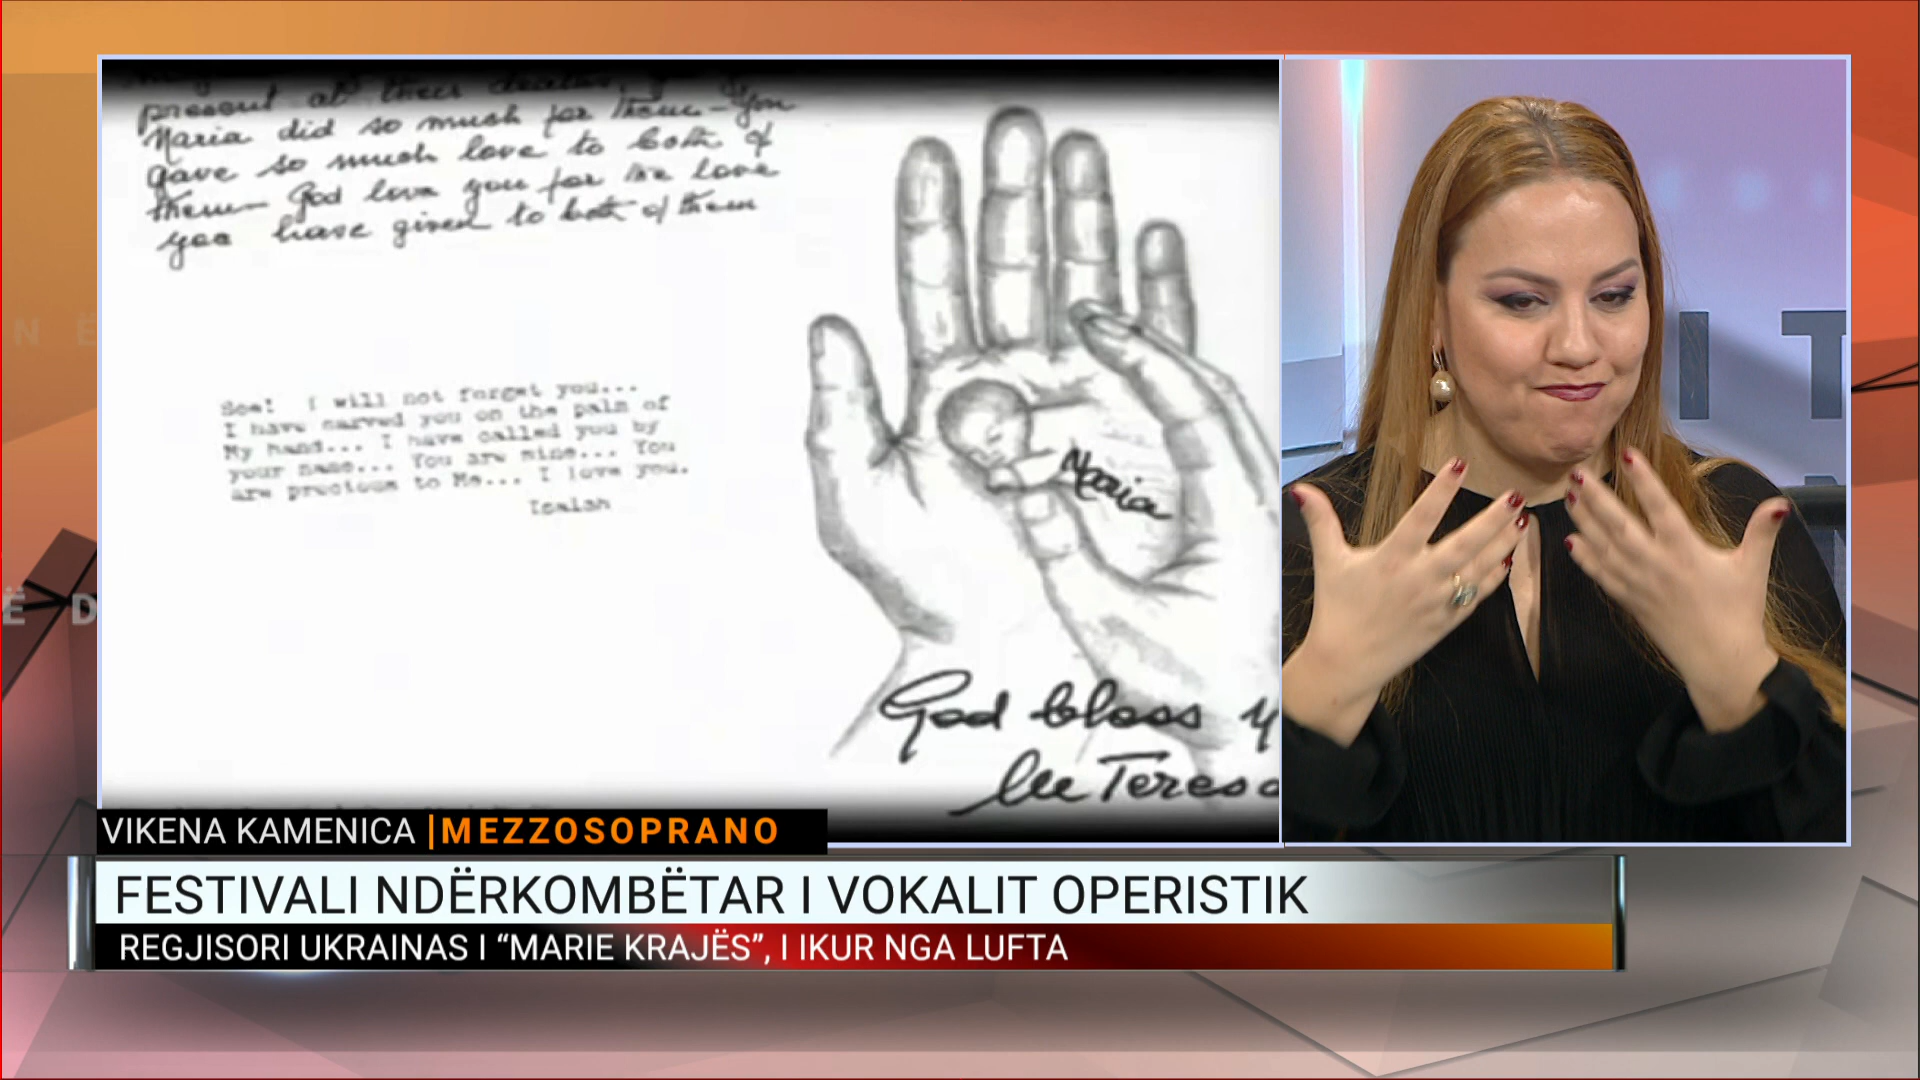 present at their deaths,
Maria did so much for them - You
gave so much love to both of
them - God love you for the love
you have given to both of them
See! I will not forget you...
I have carved you on the palm of
My hand... I have called you by
your name... You are mine... You
are precious to Me... I love you.
Isaiah
Maria
God bless y
M Teresa
N Ë
Ë D
I T
VIKENA KAMENICA | MEZZOSOPRANO
FESTIVALI NDËRKOMBËTAR I VOKALIT OPERISTIK
REGJISORI UKRAINAS I “MARIE KRAJËS”, I IKUR NGA LUFTA